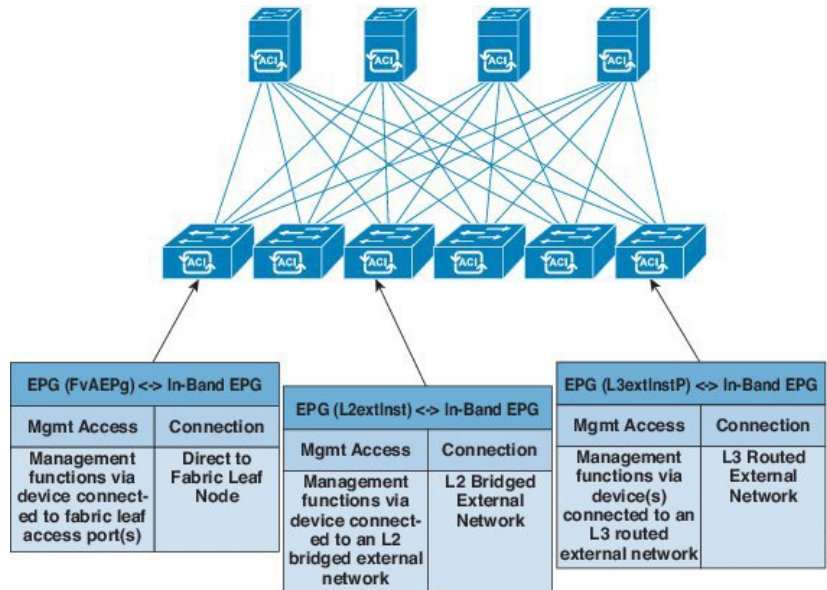 ACI ACI ACI ACI
ACI ACI ACI ACI ACI ACI
EPG (FvAEPg) <-> In-Band EPG
Mgmt Access
Connection
Management
functions via
device connect-
ed to fabric leaf
access port(s)
Direct to
Fabric Leaf
Node
EPG (L2extInst) <-> In-Band EPG
Mgmt Access
Connection
Management
functions via
device connect-
ed to an L2
bridged external
network
L2 Bridged
External
Network
EPG (L3extInstP) <-> In-Band EPG
Mgmt Access
Connection
Management
functions via
device(s)
connected to an
L3 routed
external network
L3 Routed
External
Network